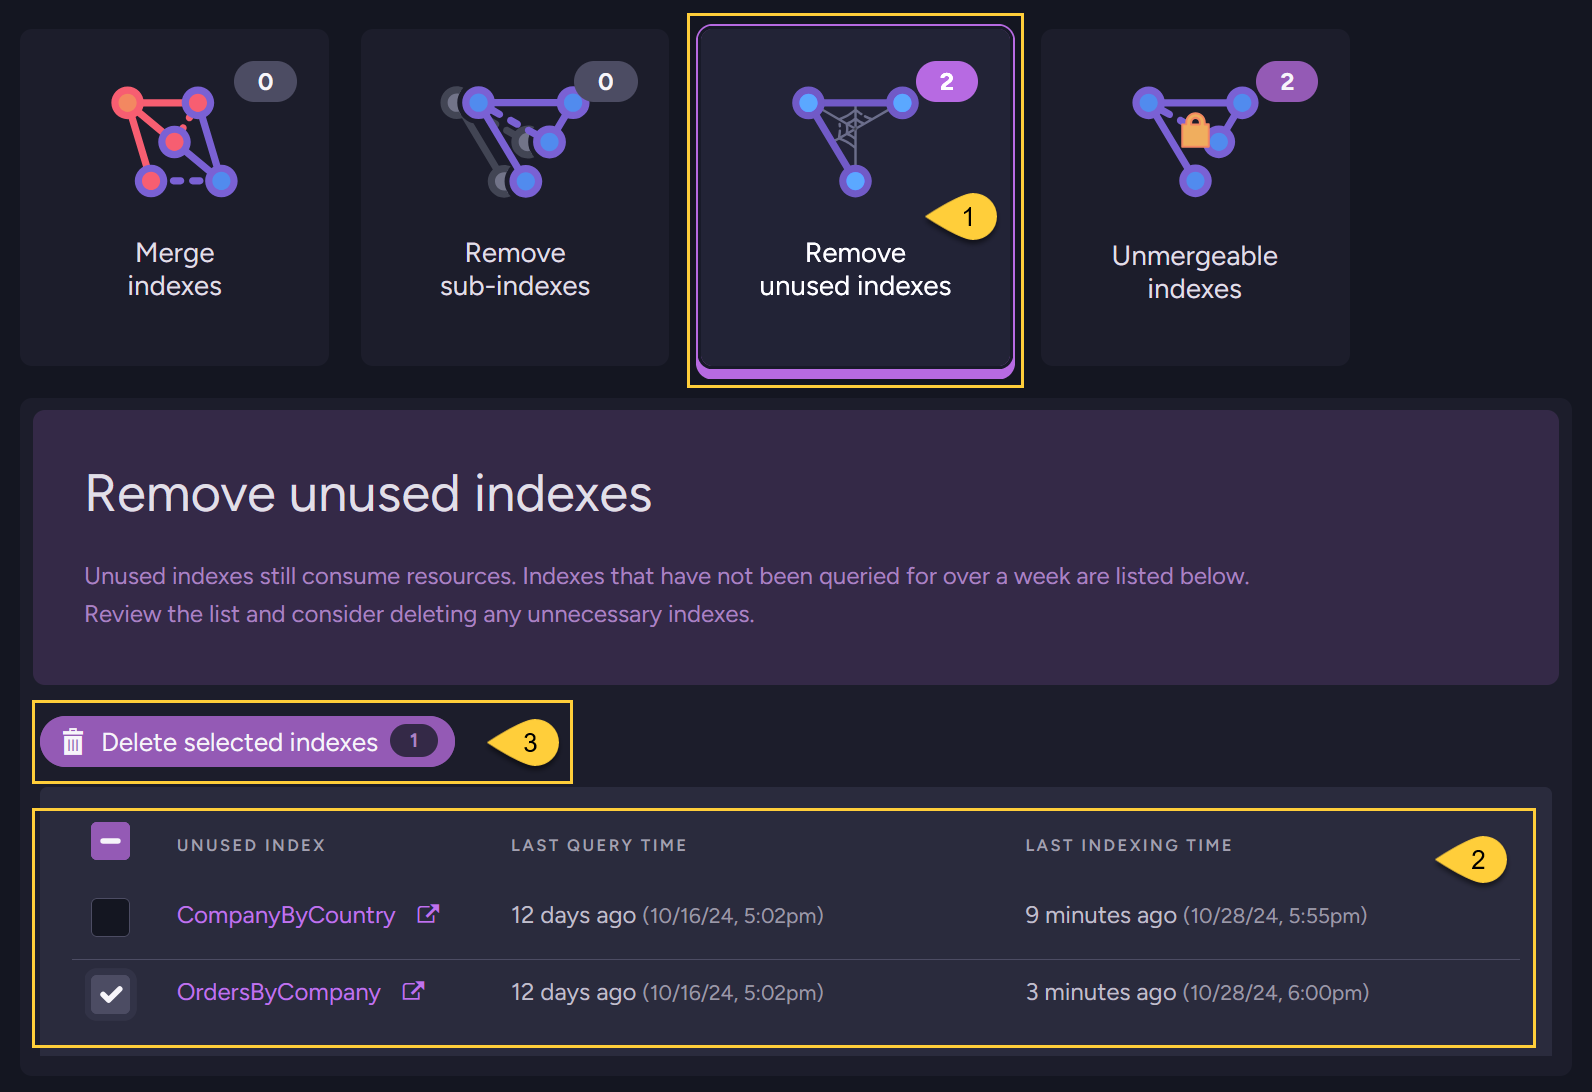 0
0
2
2
Merge
indexes
Remove
sub-indexes
Remove
unused indexes
1
Unmergeable
indexes
Remove unused indexes
Unused indexes still consume resources. Indexes that have not been queried for over a week are listed below.
Review the list and consider deleting any unnecessary indexes.
Delete selected indexes 1
3
UNUSED INDEX LAST QUERY TIME LAST INDEXING TIME
2
CompanyByCountry 12 days ago (10/16/24, 5:02pm) 9 minutes ago (10/28/24, 5:55pm)
OrdersByCompany 12 days ago (10/16/24, 5:02pm) 3 minutes ago (10/28/24, 6:00pm)